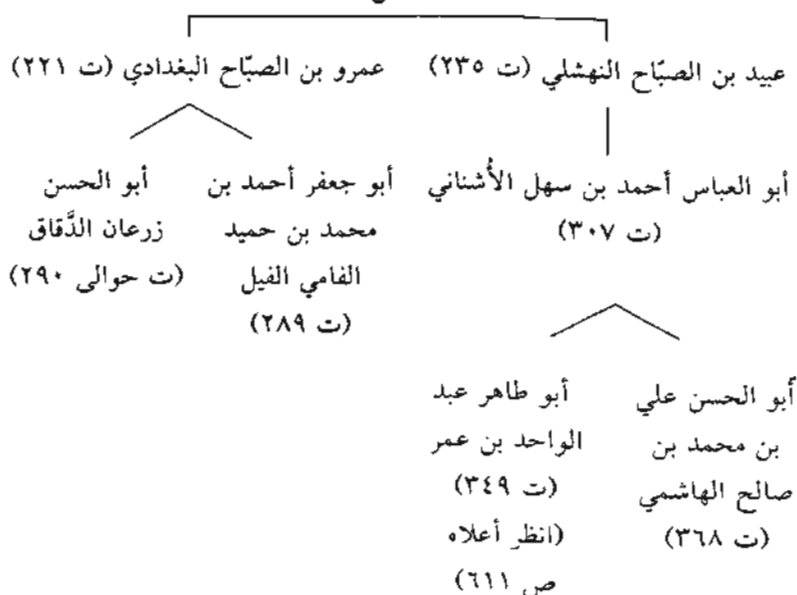 عبيد بن الصبّاح النهشلي (ت ٢٣٥)
عمرو بن الصبّاح البغدادي (ت ٢٢١)
أبو العباس أحمد بن سهل الأُشناني
(ت ٣٠٧)
أبو جعفر أحمد بن
محمد بن حميد
الفامي الفيل
(ت ٢٨٩)
أبو الحسن
زرعان الدَّقاق
(ت حوالى ٢٩٠)
أبو الحسن علي
بن محمد بن
صالح الهاشمي
(ت ٣٦٨)
أبو طاهر عبد
الواحد بن عمر
(ت ٣٤٩)
(انظر أعلاه
ص ٦١١)